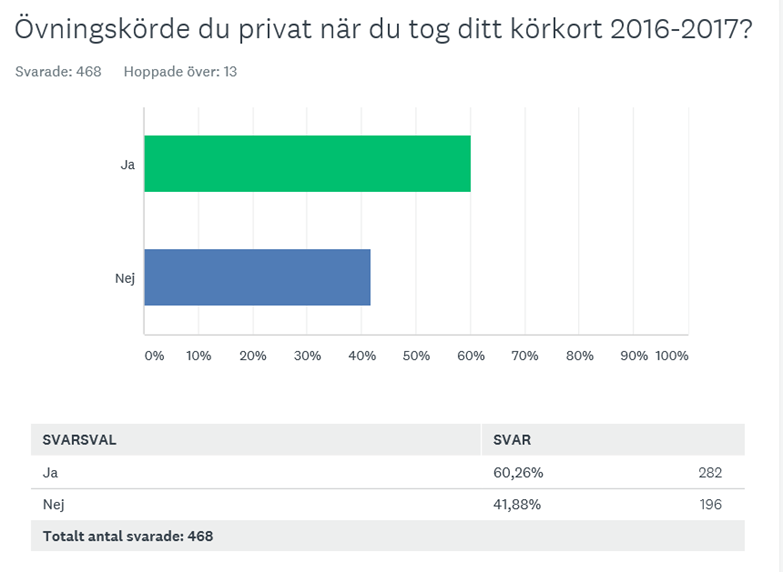 Övningskörde du privat när du tog ditt körkort 2016-2017?
Svarade: 468 Hoppade över: 13
Ja
Nej
0% 10% 20% 30% 40% 50% 60% 70% 80% 90% 100%
SVARSVAL SVAR
Ja 60,26% 282
Nej 41,88% 196
Totalt antal svarade: 468